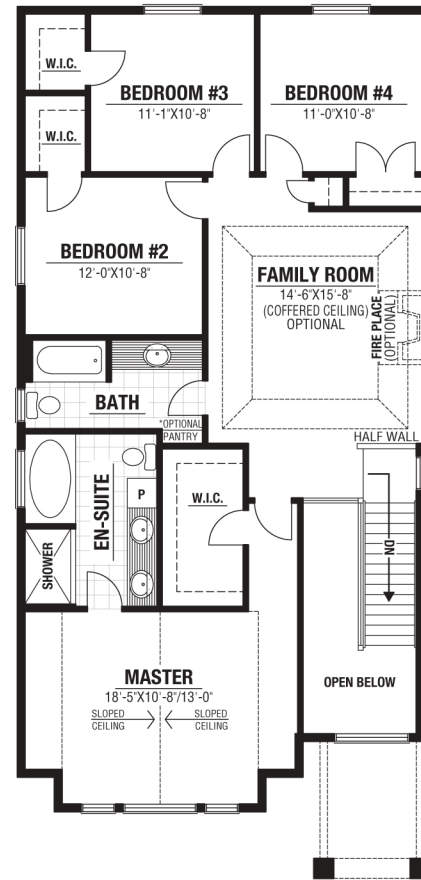 W.I.C.
BEDROOM #3
11'-1"X10'-8"
BEDROOM #4
11'-0"X10'-8"
W.I.C.
BEDROOM #2
12'-0"X10'-8"
FAMILY ROOM
14'-6"X15'-8"
(COFFERED CEILING)
OPTIONAL
FIRE PLACE
(OPTIONAL)
BATH
*OPTIONAL
PANTRY
HALF WALL
EN-SUITE
P
W.I.C.
DN
SHOWER
MASTER
18'-5"X10'-8"/13'-0"
SLOPED
CEILING
SLOPED
CEILING
OPEN BELOW